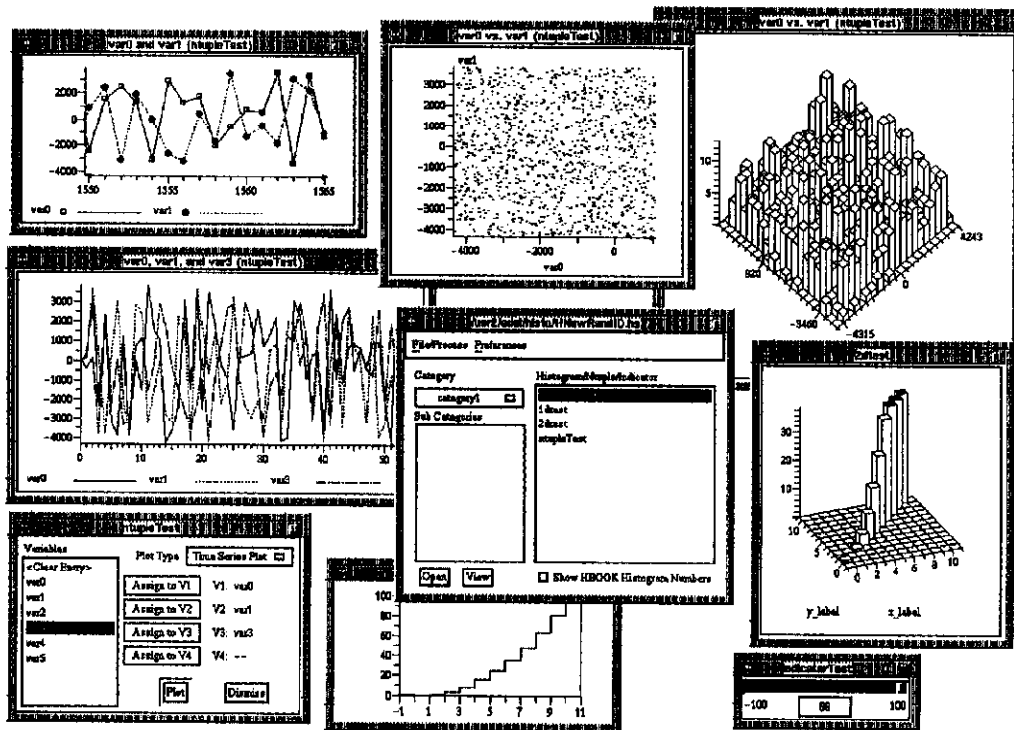 var0 and var1 (ntupleTest)
2000
0
-2000
-4000
1550
1555
1560
1565
var0
var1
var0 vs. var1 (ntupleTest)
var1
3000
2000
1000
0
-1000
-2000
-3000
-4000
-4000
-2000
0
var0
var0 vs. var1 (ntupleTest)
10
5
4243
820
0
-3460
-4315
var0, var1, and var3 (ntupleTest)
3000
2000
1000
0
-1000
-2000
-3000
-4000
0
10
20
30
40
50
var0
var1
File/Process
Preferences
Category
category1
Sub Categories
Histogram/Ntuple/Indicator
ntupleTest
Open
View
Show HBOOK Histogram Numbers
30
20
10
10
5
0
0
2
4
6
8
10
y_label
x_label
ntupleTest
Variables
<Clear Entry>
var0
var1
var2
var4
var5
Plot Type
Time Series Plot
Assign to V1
V1: var0
Assign to V2
V2: var1
Assign to V3
V3: var3
Assign to V4
V4: --
Plot
Dismiss
100
80
60
40
20
0
-1
1
3
5
7
9
11
-100
100